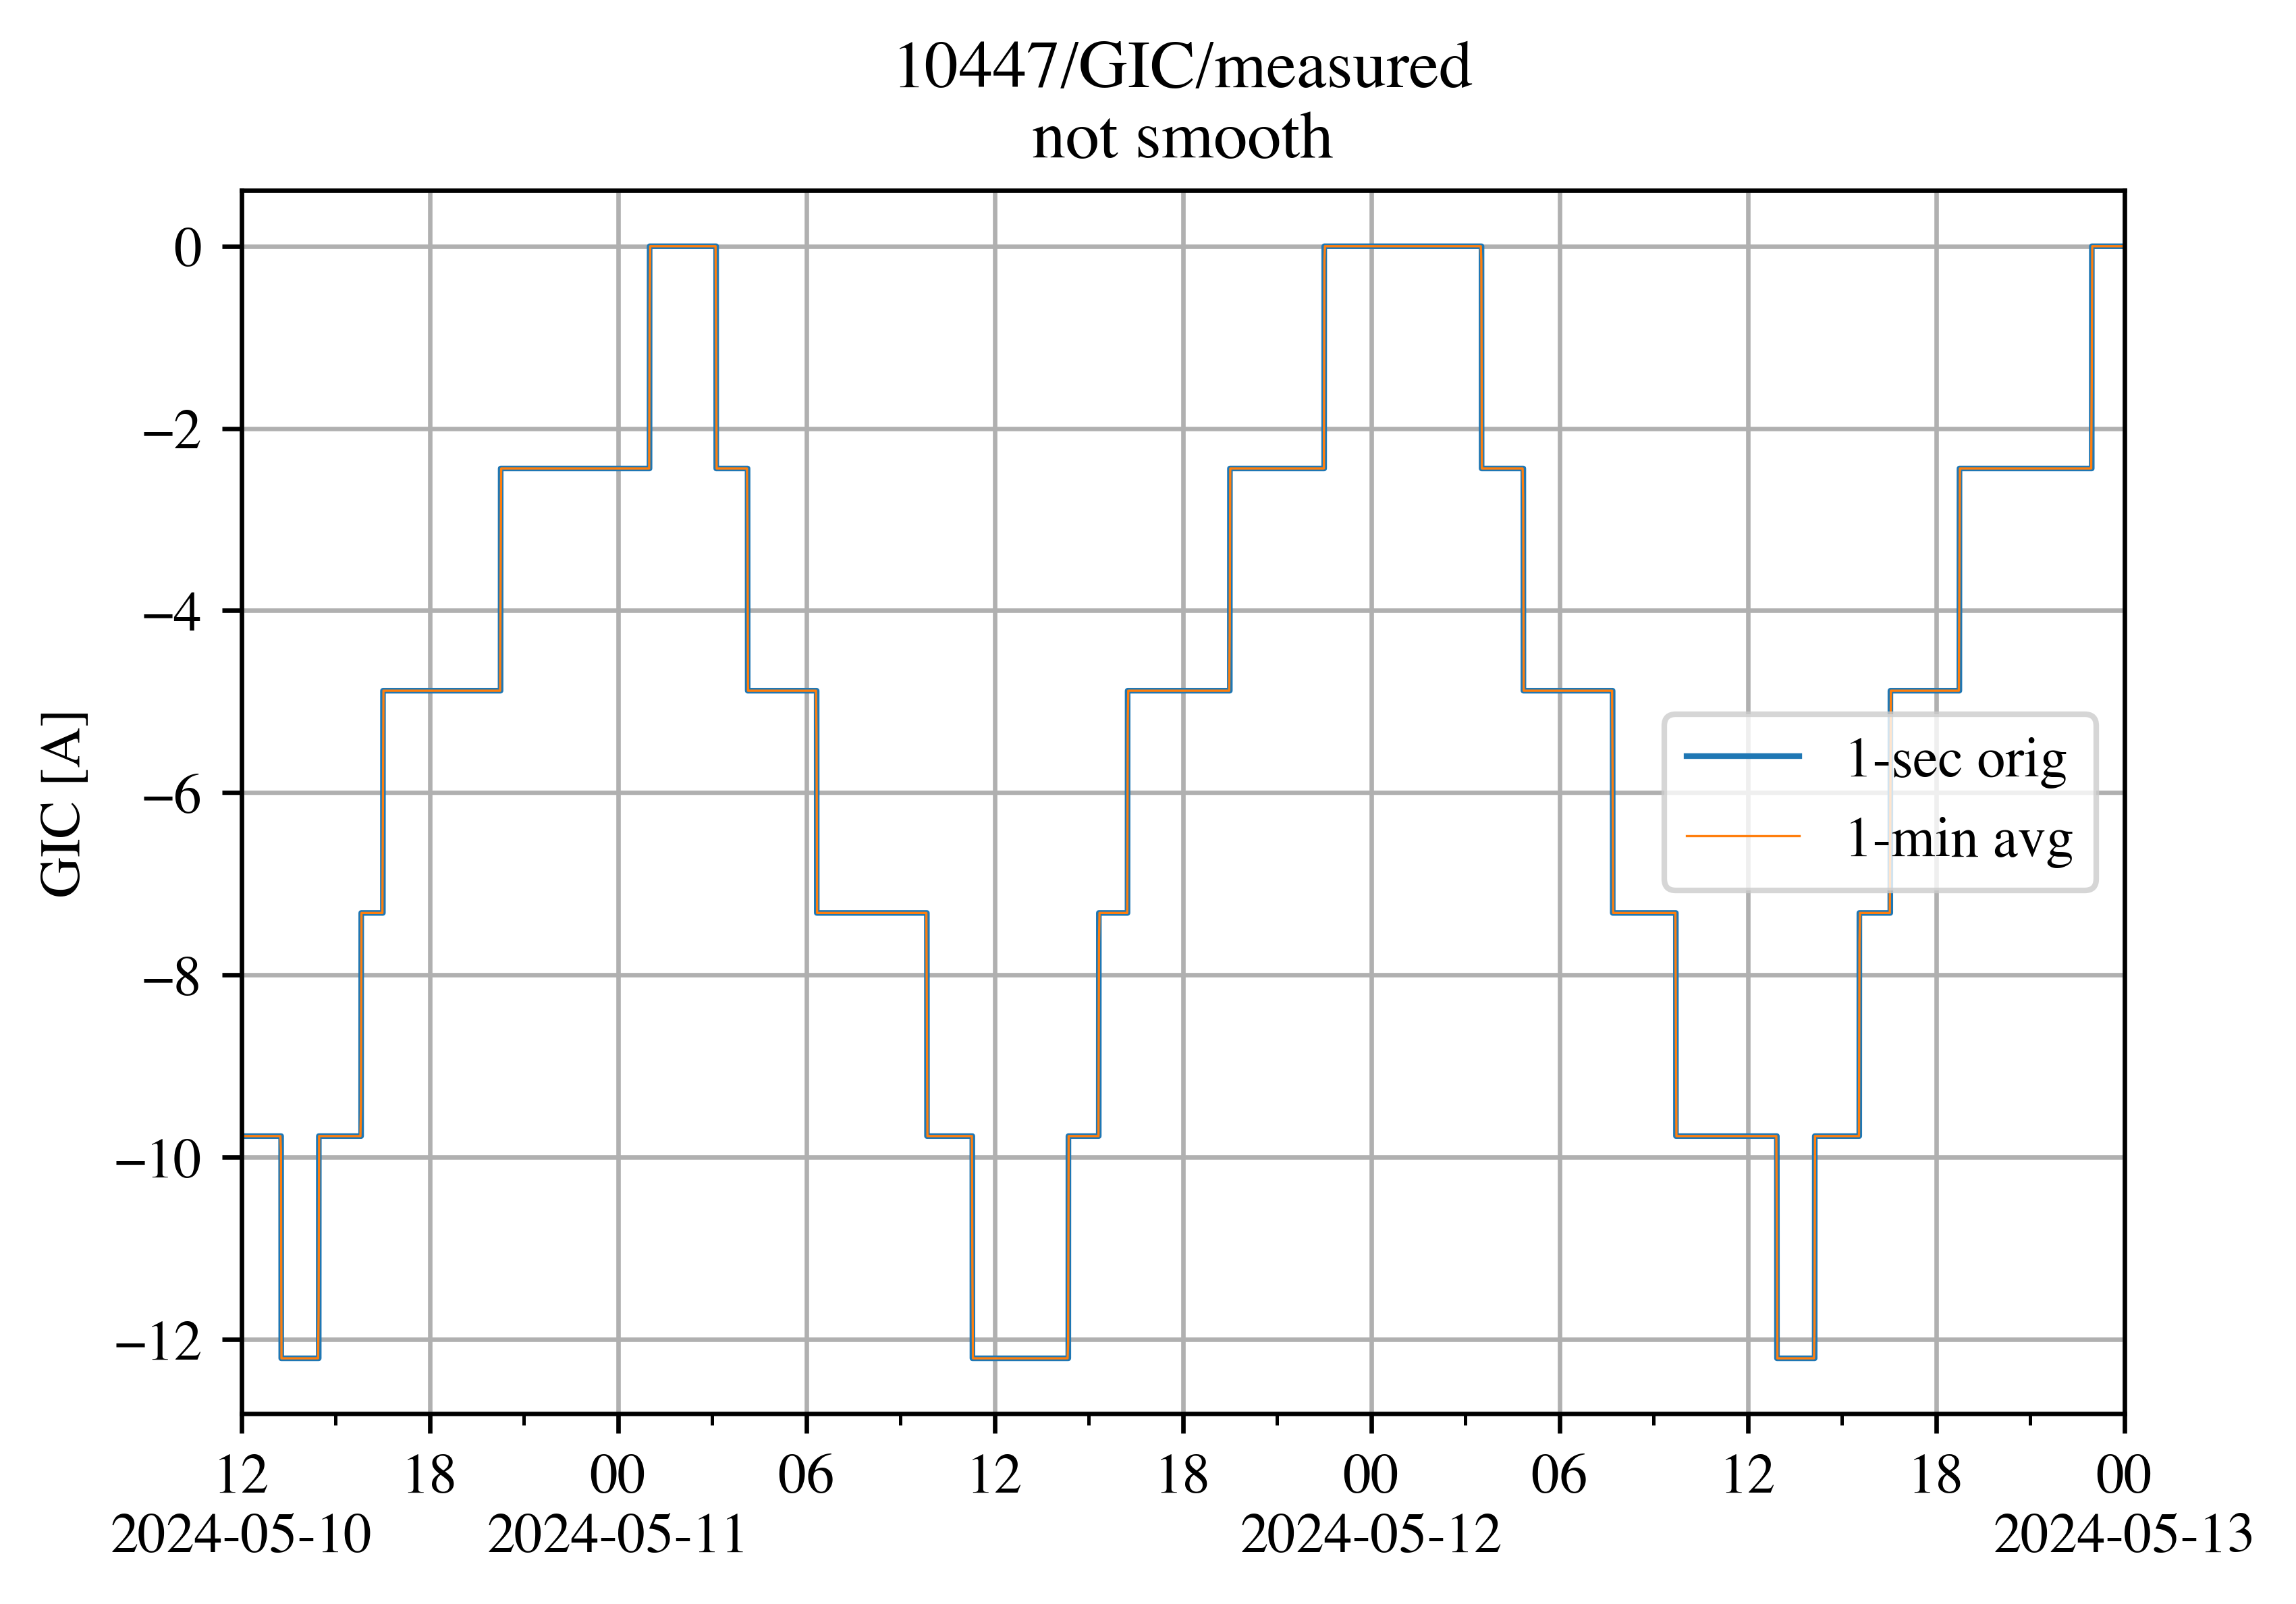 10447/GIC/measured
not smooth
GIC [A]
0
−2
−4
−6
−8
−10
−12
1-sec orig
1-min avg
12 18 00 06 12 18 00 06 12 18 00
2024-05-10 2024-05-11 2024-05-12 2024-05-13